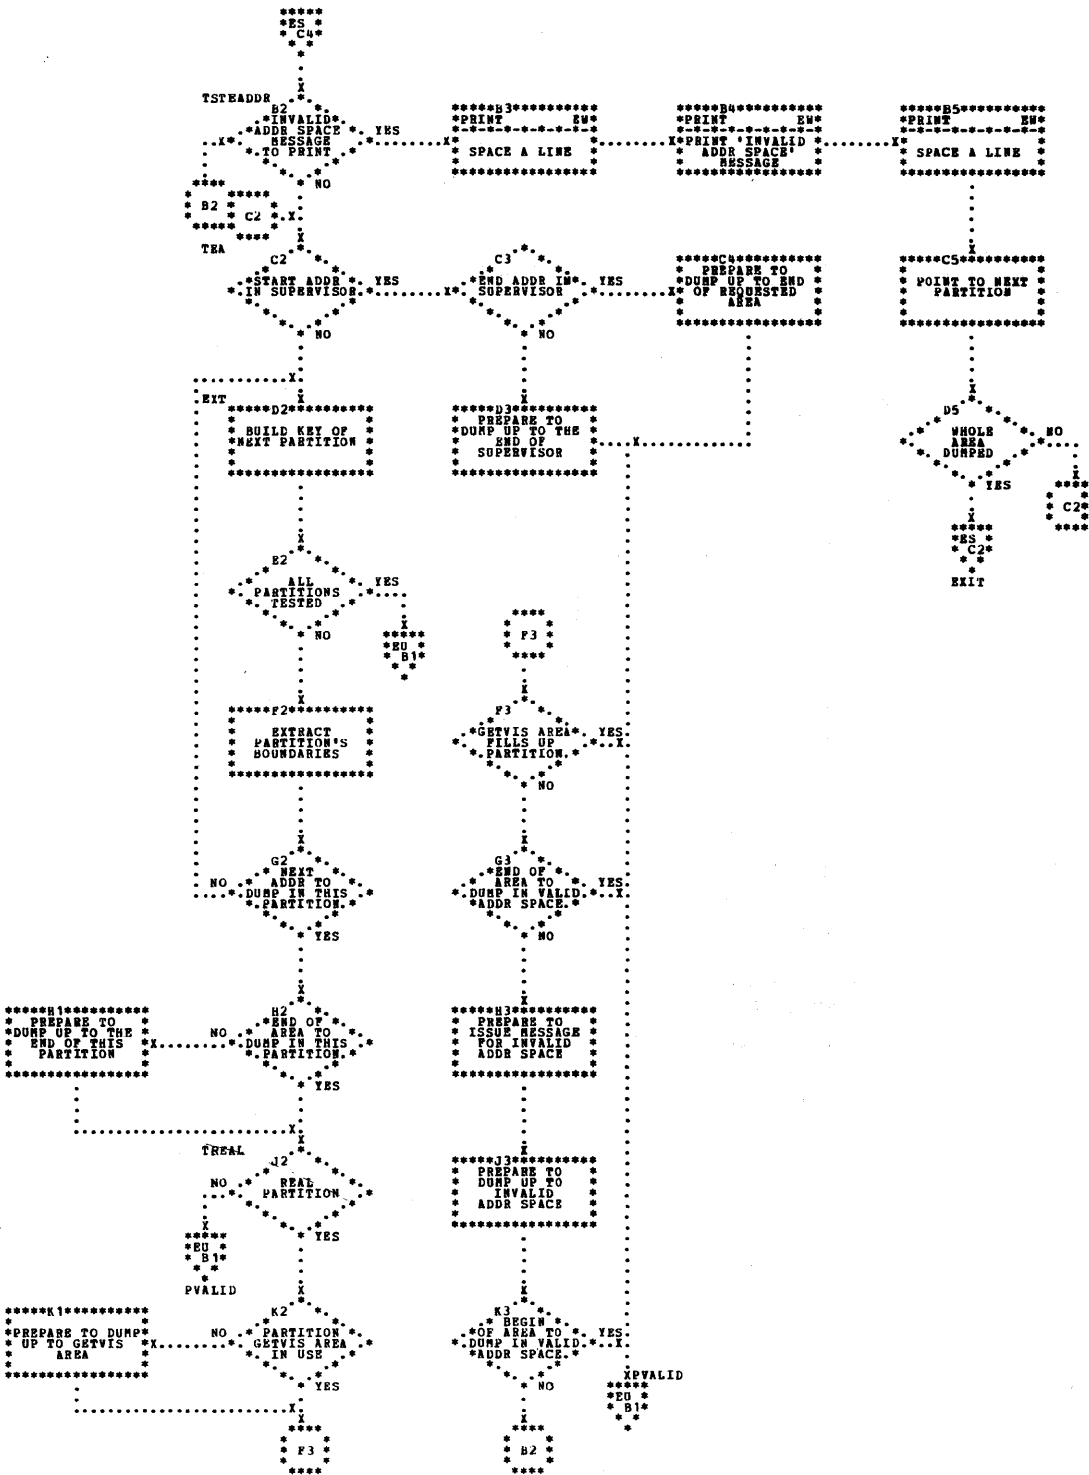 ES
C4
TSTEADDR
B2
INVALID
ADDR SPACE
MESSAGE
TO PRINT
YES
NO
B3
PRINT EW
SPACE A LINE
B4
PRINT EW
PRINT 'INVALID
ADDR SPACE'
MESSAGE
B5
PRINT EW
SPACE A LINE
B2
C2
TEA
C2
START ADDR
IN SUPERVISOR
YES
NO
C3
END ADDR IN
SUPERVISOR
YES
NO
C4
PREPARE TO
DUMP UP TO END
OF REQUESTED
AREA
C5
POINT TO NEXT
PARTITION
EXIT
D2
BUILD KEY OF
NEXT PARTITION
D3
PREPARE TO
DUMP UP TO THE
END OF
SUPERVISOR
D5
WHOLE
AREA
DUMPED
NO
YES
C2
ES
C2
EXIT
E2
ALL
PARTITIONS
TESTED
YES
NO
EU
B1
F3
F2
EXTRACT
PARTITION'S
BOUNDARIES
F3
GETVIS AREA
FILLS UP
PARTITION
YES
NO
G2
NEXT
ADDR TO
DUMP IN THIS
PARTITION
NO
YES
G3
END OF
AREA TO
DUMP IN VALID
ADDR SPACE
YES
NO
H1
PREPARE TO
DUMP UP TO THE
END OF THIS
PARTITION
H2
END OF
AREA TO
DUMP IN THIS
PARTITION
NO
YES
H3
PREPARE TO
ISSUE MESSAGE
FOR INVALID
ADDR SPACE
TREAL
J2
REAL
PARTITION
NO
YES
EU
B1
PVALID
J3
PREPARE TO
DUMP UP TO
INVALID
ADDR SPACE
K1
PREPARE TO DUMP
UP TO GETVIS
AREA
K2
PARTITION
GETVIS AREA
IN USE
NO
YES
K3
BEGIN
OF AREA TO
DUMP IN VALID
ADDR SPACE
YES
NO
XPVALID
EU
B1
F3
B2